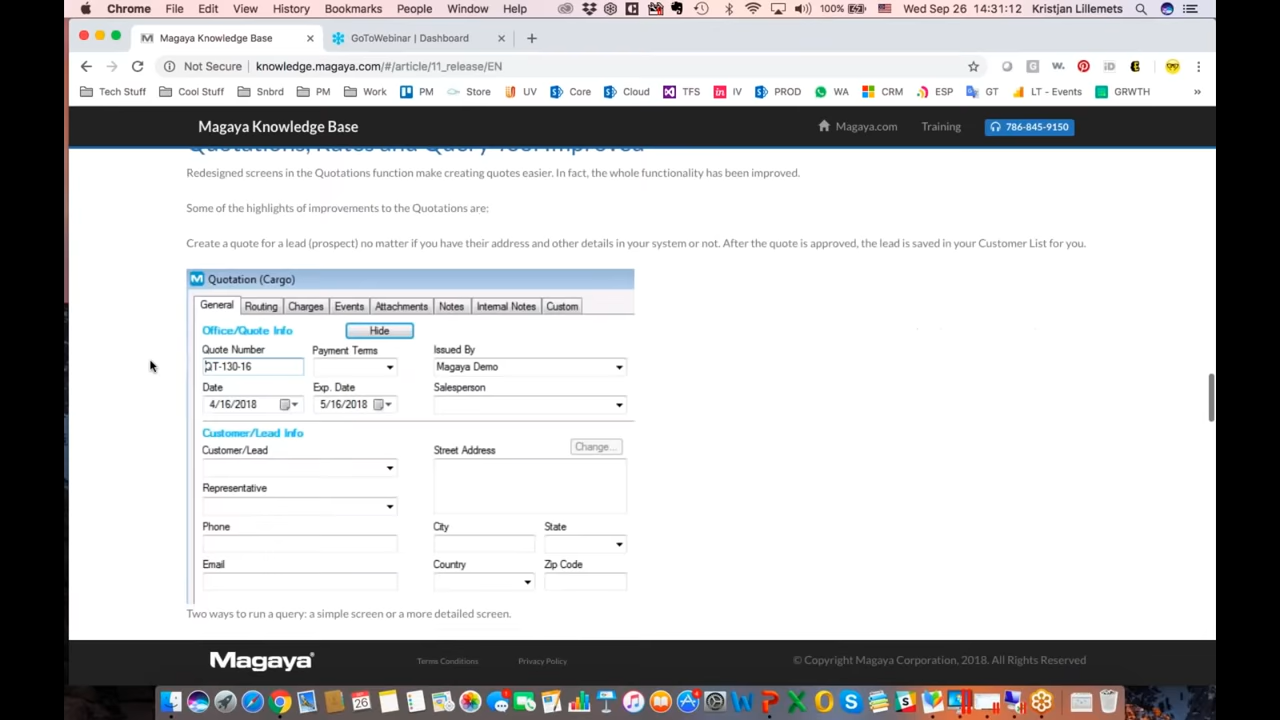 Chrome File Edit View History Bookmarks People Window Help 100% Wed Sep 26 14:31:12 Kristjan Lillemets
Magaya Knowledge Base GoToWebinar | Dashboard
Not Secure knowledge.magaya.com/#/article/11_release/EN
Tech Stuff Cool Stuff Snbrd PM Work PM Store UV Core Cloud TFS IV PROD WA CRM ESP GT LT - Events GRWTH
Magaya Knowledge Base Magaya.com Training 786-845-9150
Quotations, Rates and Query Tool Improved
Redesigned screens in the Quotations function make creating quotes easier. In fact, the whole functionality has been improved.
Some of the highlights of improvements to the Quotations are:
Create a quote for a lead (prospect) no matter if you have their address and other details in your system or not. After the quote is approved, the lead is saved in your Customer List for you.
Quotation (Cargo)
General Routing Charges Events Attachments Notes Internal Notes Custom
Office/Quote Info Hide
Quote Number Payment Terms Issued By
QT-130-16 Magaya Demo
Date Exp. Date Salesperson
4/16/2018 5/16/2018
Customer/Lead Info
Customer/Lead Street Address Change...
Representative
Phone City State
Email Country Zip Code
Two ways to run a query: a simple screen or a more detailed screen.
Magaya Terms Conditions Privacy Policy © Copyright Magaya Corporation, 2018. All Rights Reserved